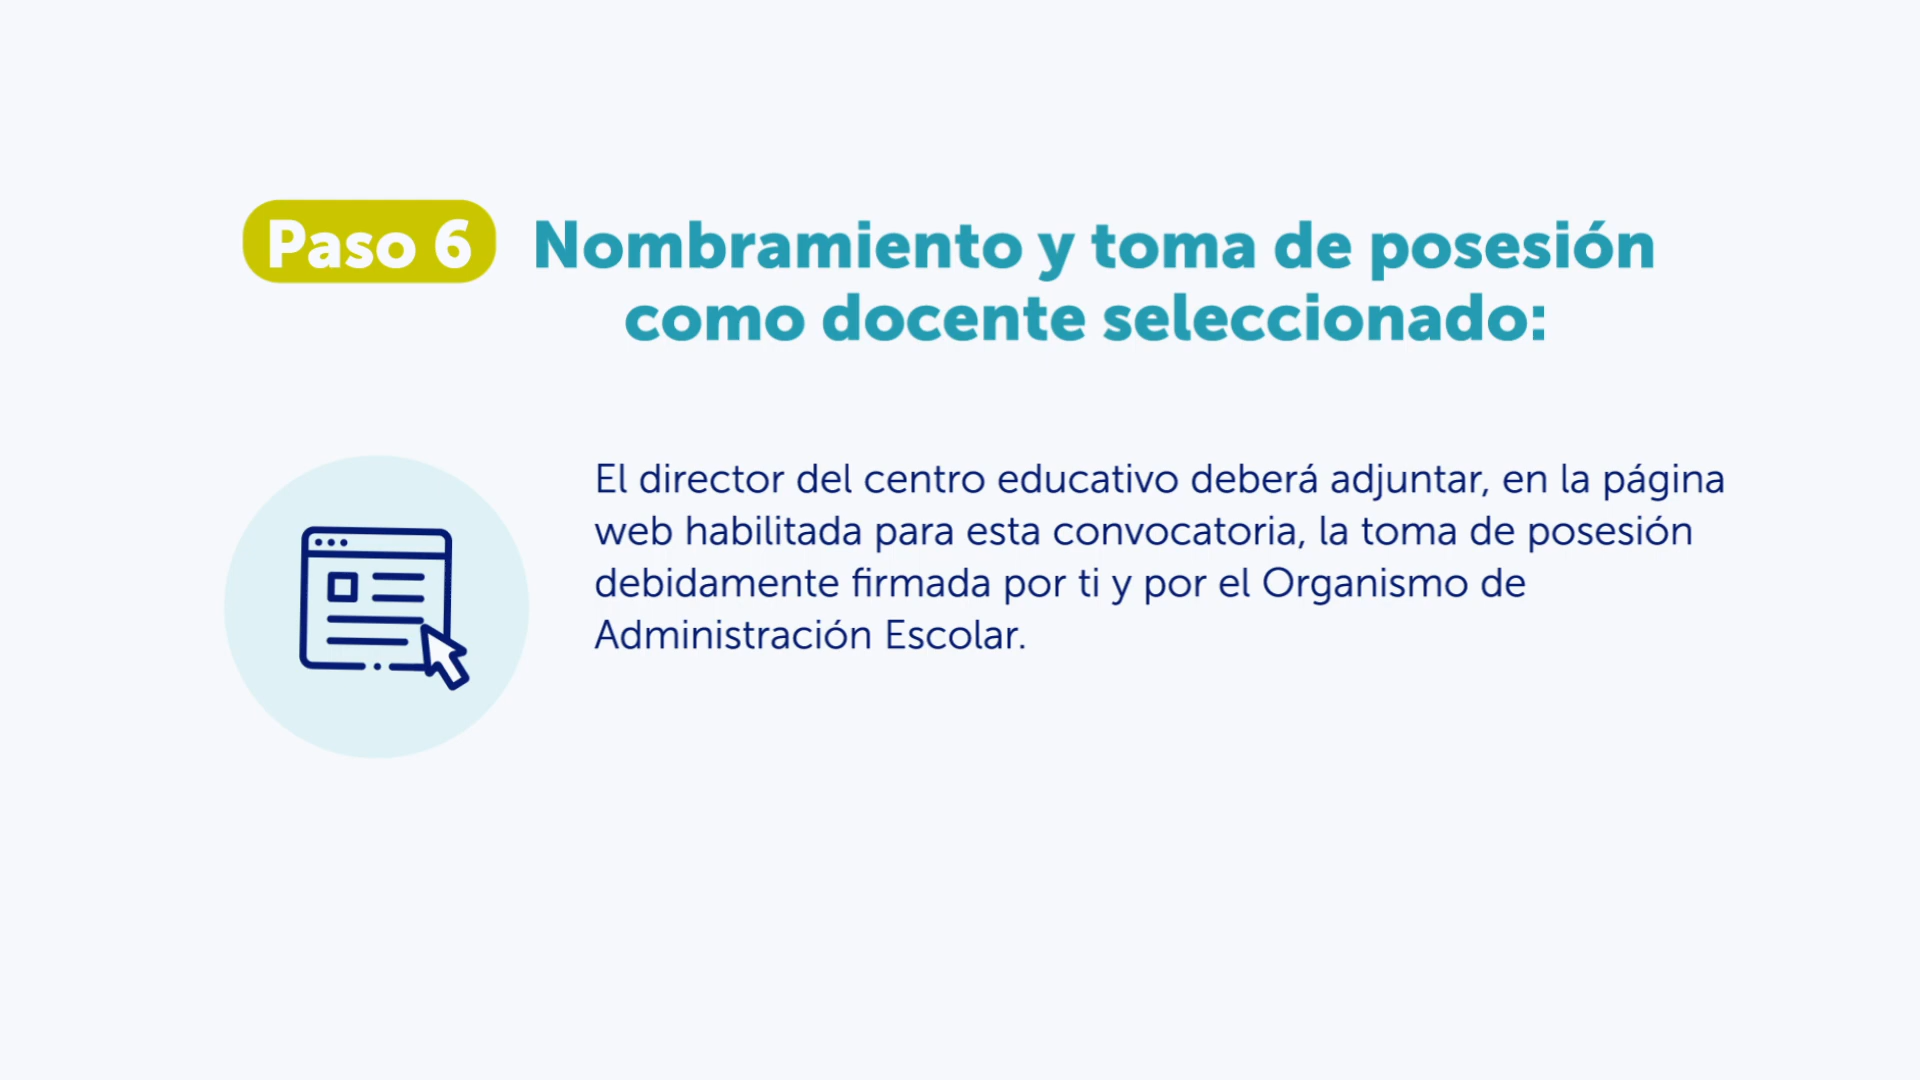 Paso 6 Nombramiento y toma de posesión
como docente seleccionado:
El director del centro educativo deberá adjuntar, en la página
web habilitada para esta convocatoria, la toma de posesión
debidamente firmada por ti y por el Organismo de
Administración Escolar.